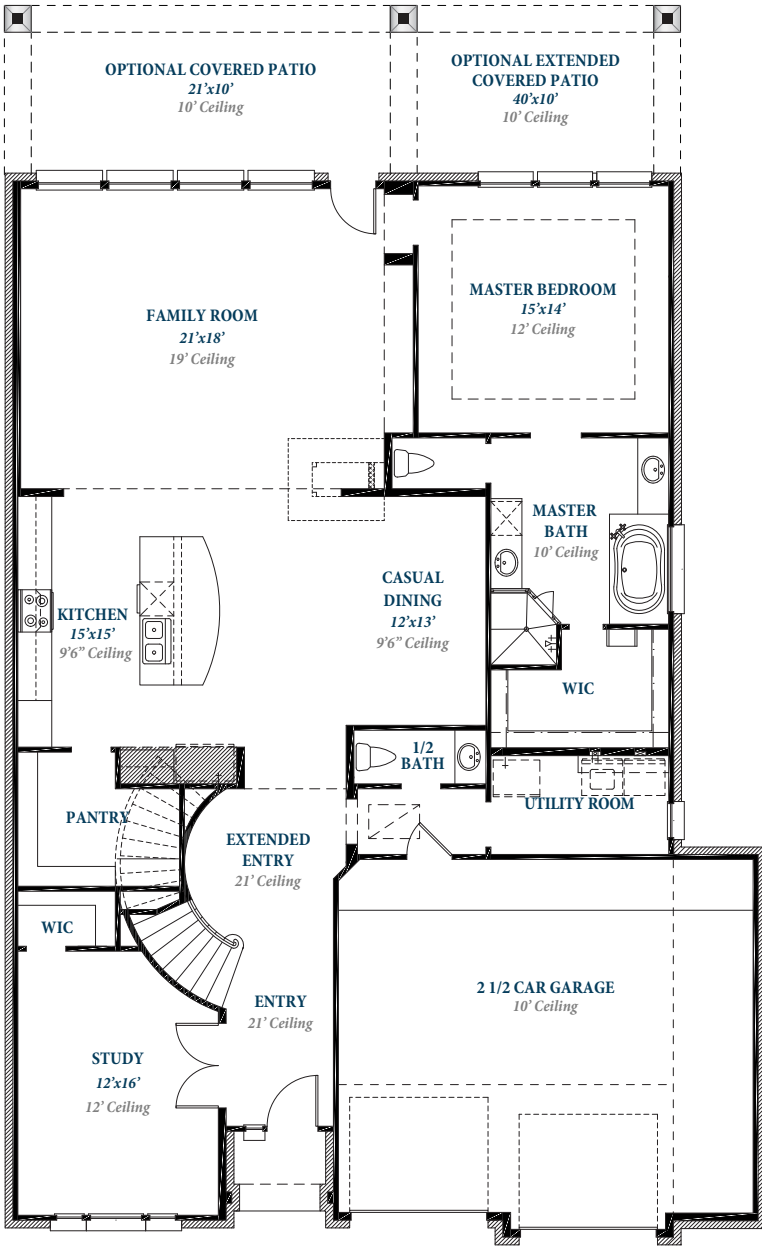 OPTIONAL COVERED PATIO
21’x10’
10’ Ceiling
OPTIONAL EXTENDED
COVERED PATIO
40’x10’
10’ Ceiling
FAMILY ROOM
21’x18’
19’ Ceiling
MASTER BEDROOM
15’x14’
12’ Ceiling
MASTER
BATH
10’ Ceiling
KITCHEN
15’x15’
9’6” Ceiling
CASUAL
DINING
12’x13’
9’6” Ceiling
WIC
1/2
BATH
UTILITY ROOM
PANTRY
EXTENDED
ENTRY
21’ Ceiling
WIC
ENTRY
21’ Ceiling
2 1/2 CAR GARAGE
10’ Ceiling
STUDY
12’x16’
12’ Ceiling